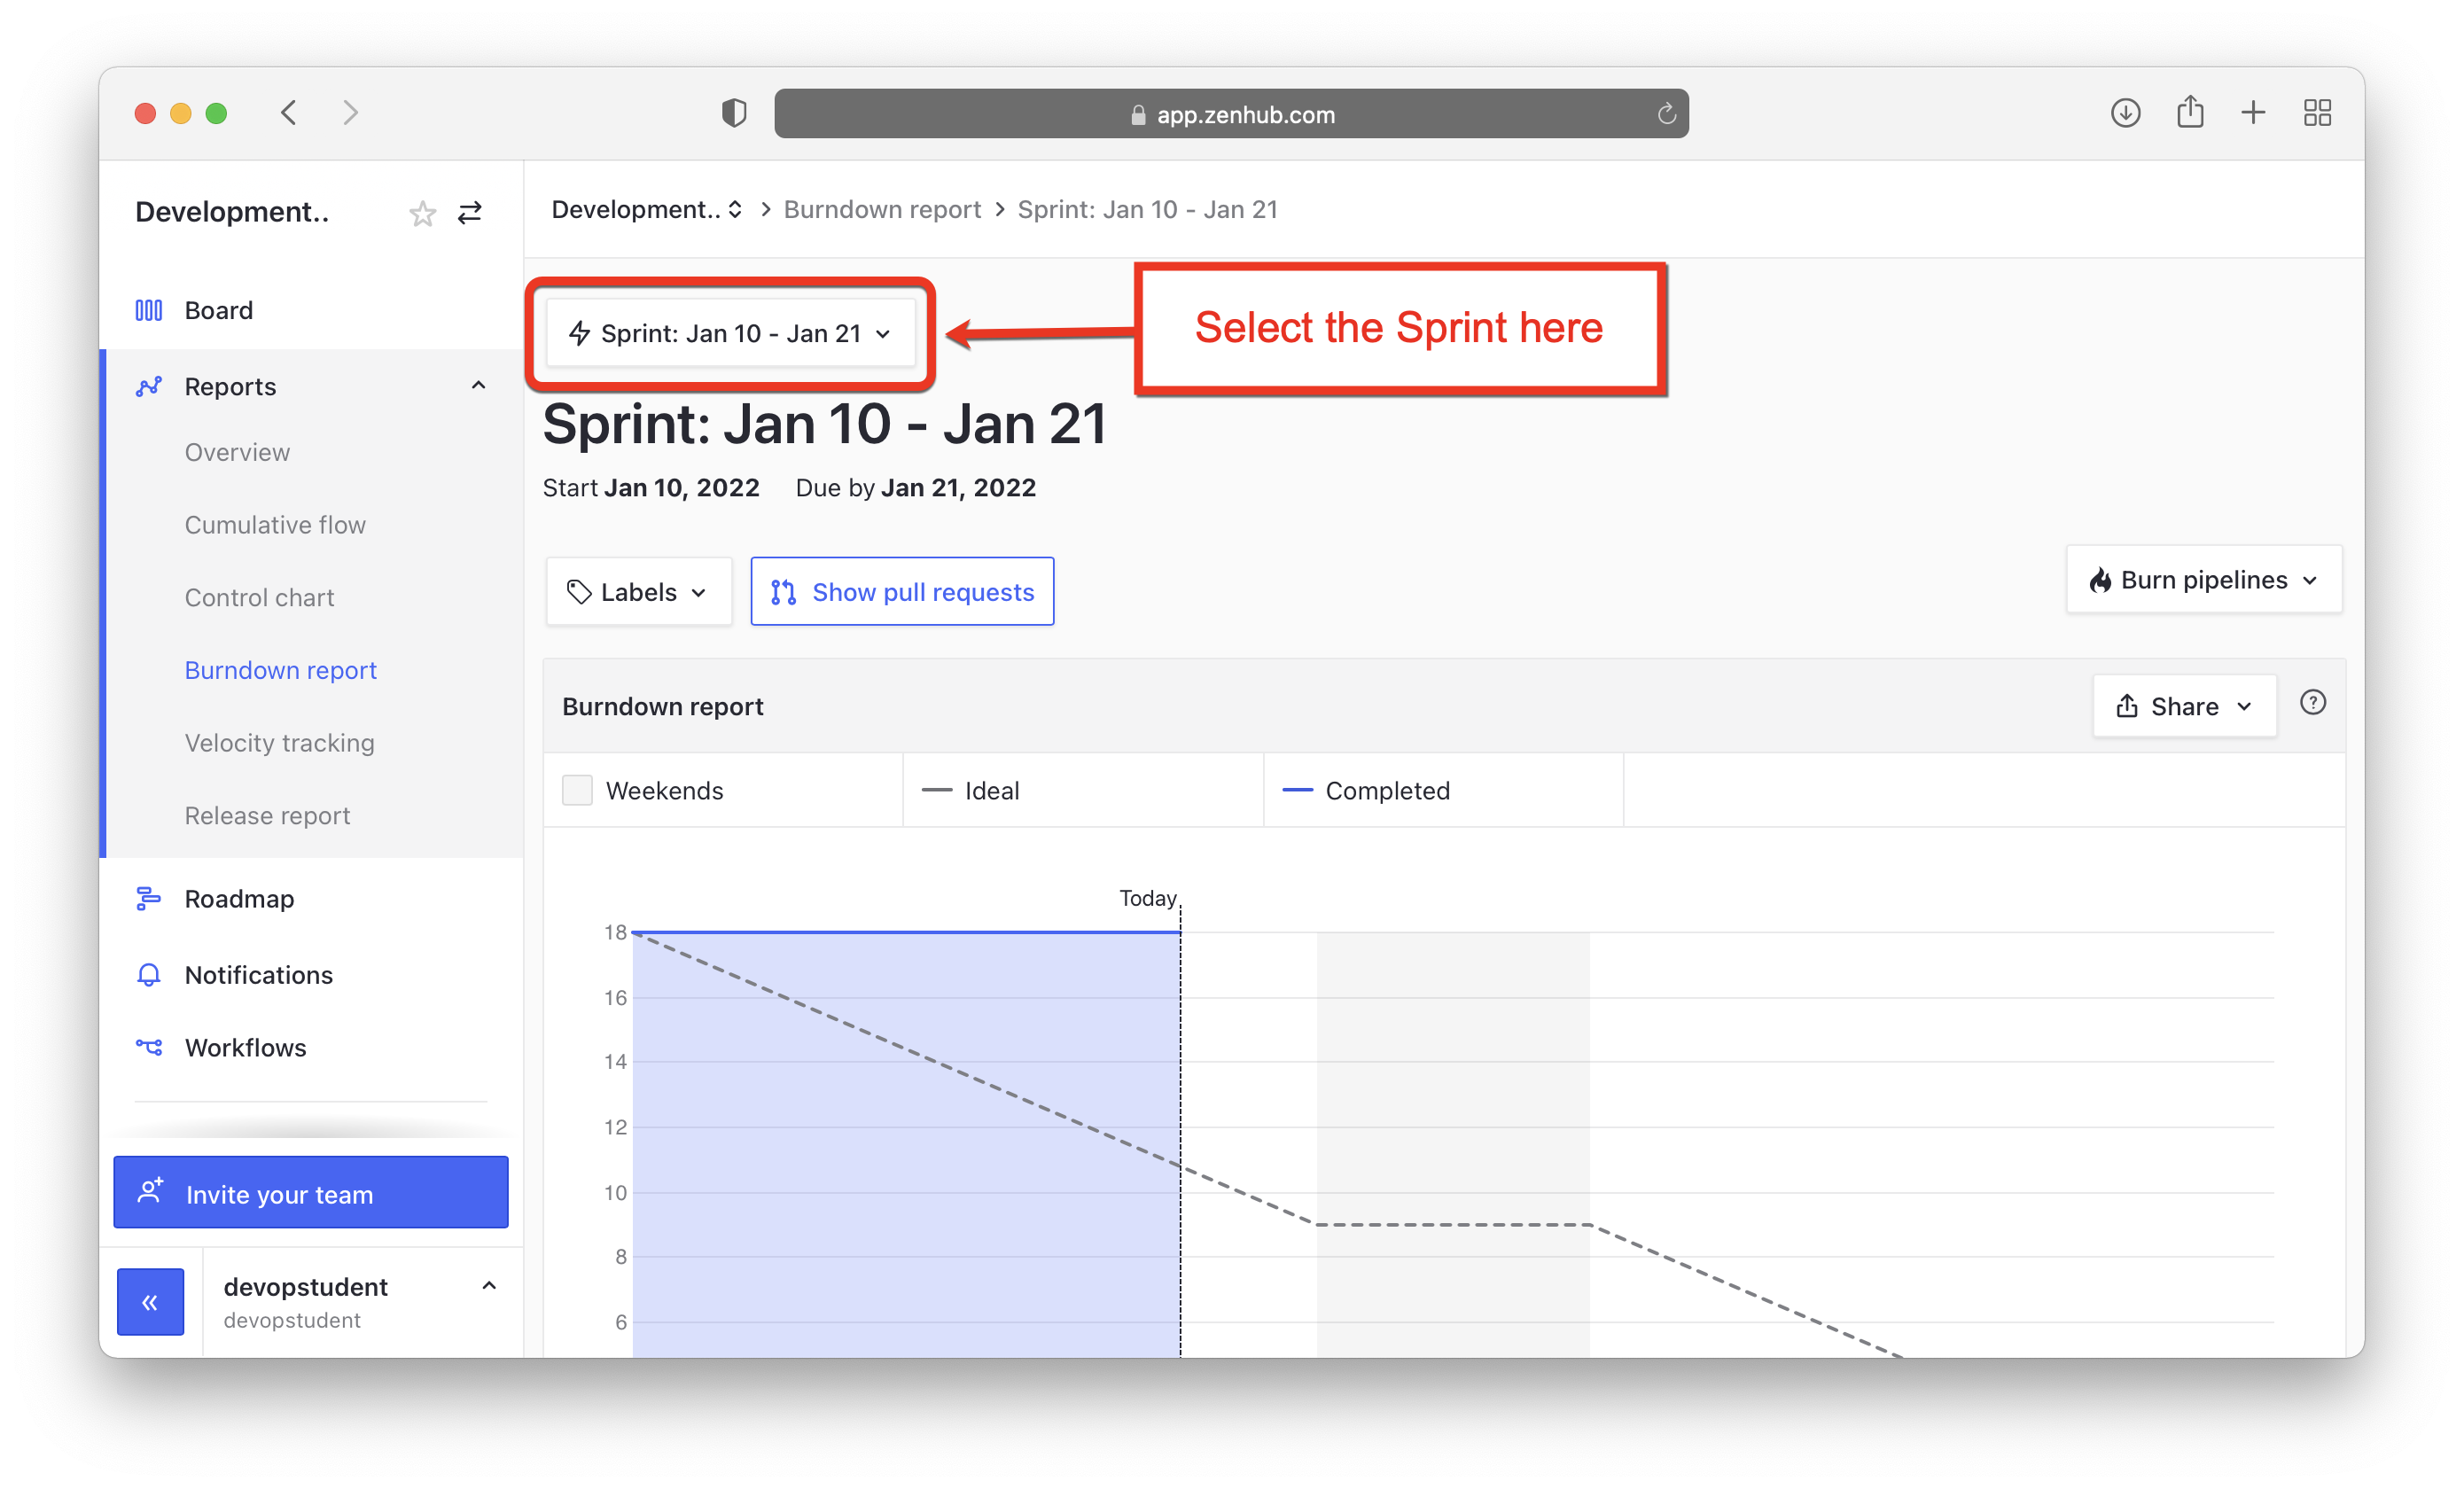 app.zenhub.com
Development..
Development.. > Burndown report > Sprint: Jan 10 - Jan 21
Board
Reports
Overview
Cumulative flow
Control chart
Burndown report
Velocity tracking
Release report
Roadmap
Notifications
Workflows
Invite your team
«
devopstudent
devopstudent
Sprint: Jan 10 - Jan 21
Select the Sprint here
Sprint: Jan 10 - Jan 21
Start Jan 10, 2022 Due by Jan 21, 2022
Labels
Show pull requests
Burn pipelines
Burndown report
Share
?
Weekends
Ideal
Completed
Today
18
16
14
12
10
8
6